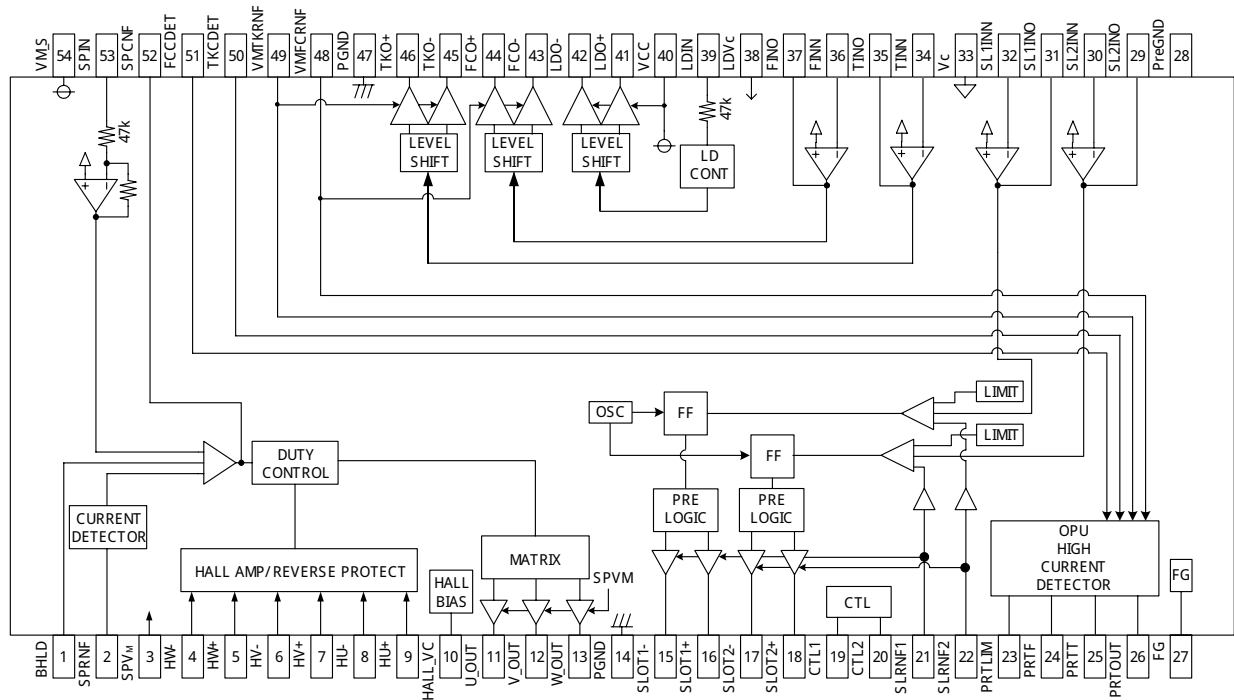 VM_S
SPIN
SPCNF
FCCDET
TKCDET
VMTKRNF
VMFCRNF
PGND
TKO+
TKO-
FCO+
FCO-
LDO-
LDO+
VCC
LDIN
LDVc
FINO
FINN
TINO
TINN
Vc
SL1INN
SL1INO
SL2INN
SL2INO
PreGND
54
53
52
51
50
49
48
47
46
45
44
43
42
41
40
39
38
37
36
35
34
33
32
31
30
29
28
47k
47k
LEVEL
SHIFT
LEVEL
SHIFT
LEVEL
SHIFT
LD
CONT
+
-
+
-
+
-
+
-
+
-
LIMIT
OSC
FF
LIMIT
FF
DUTY
CONTROL
PRE
LOGIC
PRE
LOGIC
CURRENT
DETECTOR
OPU
HIGH
CURRENT
DETECTOR
MATRIX
HALL AMP/REVERSE PROTECT
HALL
BIAS
SPVM
CTL
FG
BHLD
1
SPRNF
2
SPVM
3
HW-
4
HW+
5
HV-
6
HV+
7
HU-
8
HU+
9
HALL_VC
10
U_OUT
11
V_OUT
12
W_OUT
13
PGND
14
SLOT1-
15
SLOT1+
16
SLOT2-
17
SLOT2+
18
CTL1
19
CTL2
20
SLRNF1
21
SLRNF2
22
PRTLIM
23
PRTF
24
PRTT
25
PRTOUT
26
FG
27